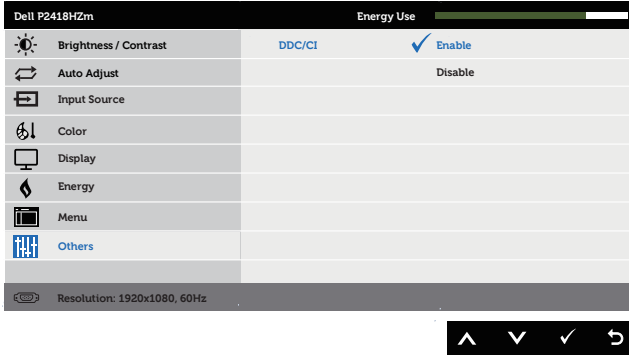 Dell P2418HZm Energy Use
Brightness / Contrast DDC/CI Enable
Auto Adjust Disable
Input Source
Color
Display
Energy
Menu
Others
Resolution: 1920x1080, 60Hz